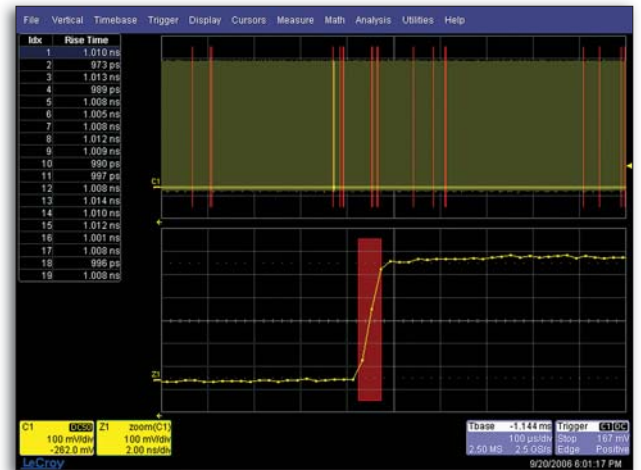 File Vertical Timebase Trigger Display Cursors Measure Math Analysis Utilities Help
Idx Rise Time
1 1.010 ns
2 973 ps
3 1.013 ns
4 989 ps
5 1.008 ns
6 1.005 ns
7 1.008 ns
8 1.012 ns
9 1.009 ns
10 990 ps
11 997 ps
12 1.008 ns
13 1.014 ns
14 1.010 ns
15 1.012 ns
16 1.001 ns
17 1.008 ns
18 996 ps
19 1.008 ns
C1
Z1
C1 DC50
100 mV/div
-262.0 mV
Z1 zoom(C1)
100 mV/div
2.00 ns/div
Tbase -1.144 ms
100 µs/div
2.50 MS 2.5 GS/s
Trigger C1 DC
Stop 167 mV
Edge Positive
LeCroy
9/20/2006 6:01:17 PM